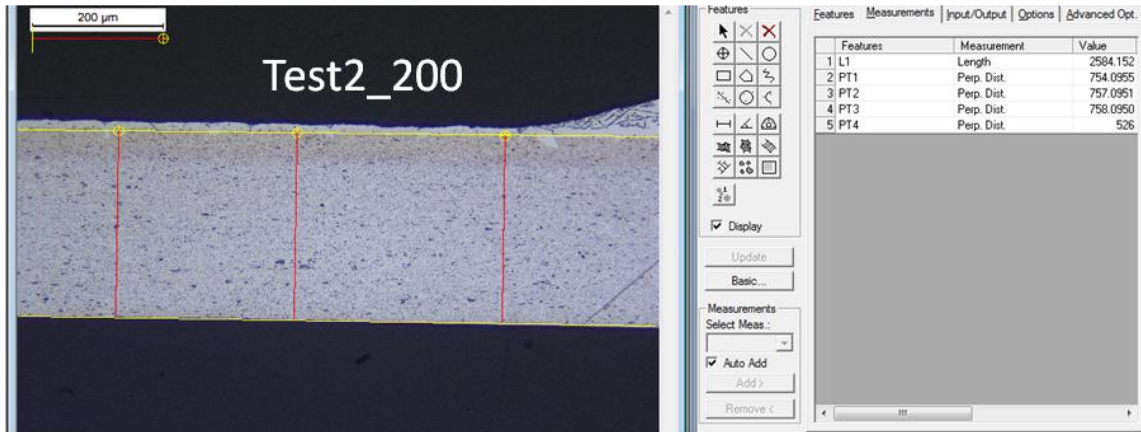 200 µm
Test2_200
Features
Display
Update
Basic...
Measurements
Select Meas.:
Auto Add
Add >
Remove <
Features Measurements Input/Output Options Advanced Opt.
Features Measurement Value
1 L1 Length 2584.152
2 PT1 Perp. Dist. 754.0955
3 PT2 Perp. Dist. 757.0951
4 PT3 Perp. Dist. 758.0950
5 PT4 Perp. Dist. 526